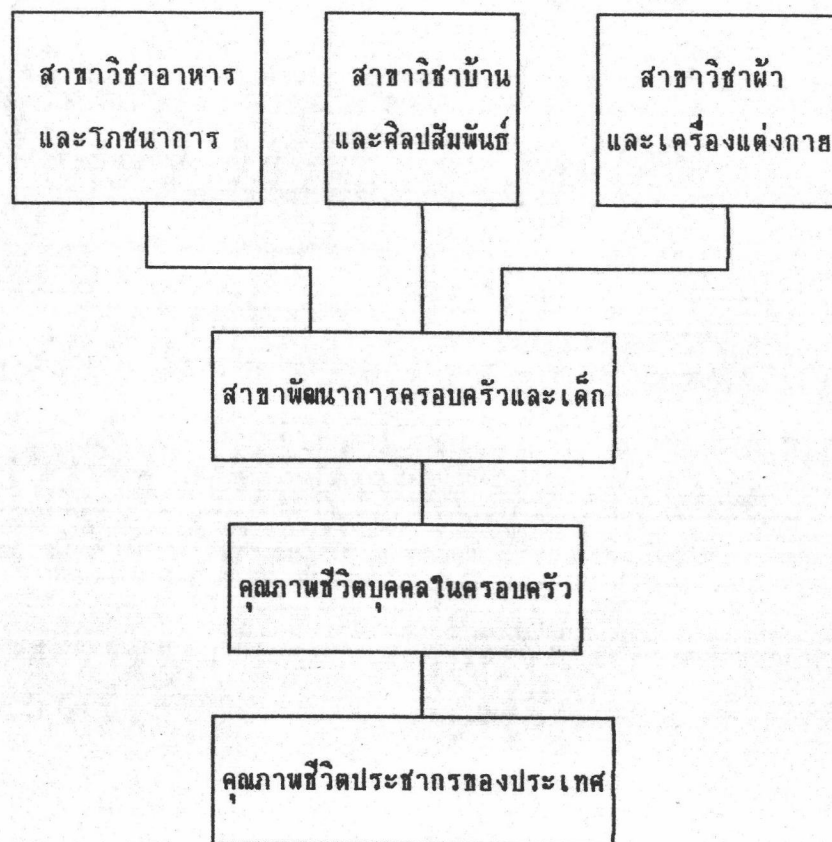 สาขาวิชาอาหาร
และโภชนาการ
สาขาวิชาบ้าน
และศิลปสัมพันธ์
สาขาวิชาผ้า
และเครื่องแต่งกาย
สาขาพัฒนาการครอบครัวและเด็ก
คุณภาพชีวิตบุคคลในครอบครัว
คุณภาพชีวิตประชากรของประเทศ